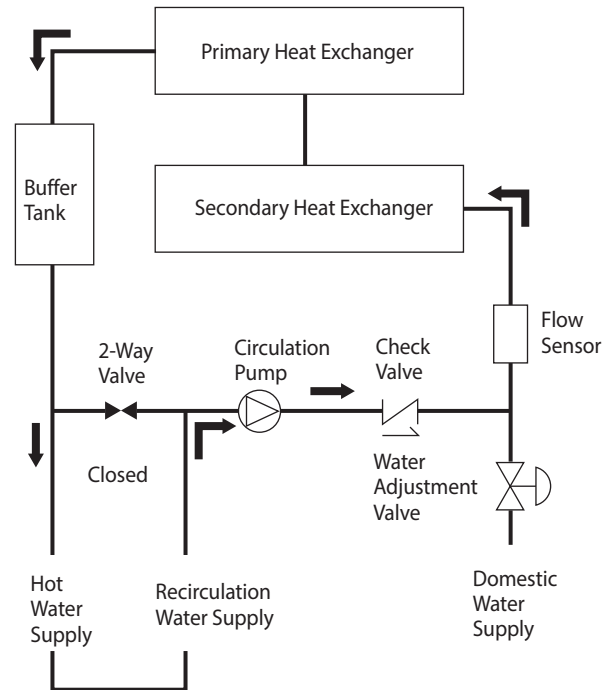 Primary Heat Exchanger
Buffer
Tank
Secondary Heat Exchanger
Flow
Sensor
2-Way
Valve
Circulation
Pump
Check
Valve
Closed
Water
Adjustment
Valve
Hot
Water
Supply
Recirculation
Water Supply
Domestic
Water
Supply